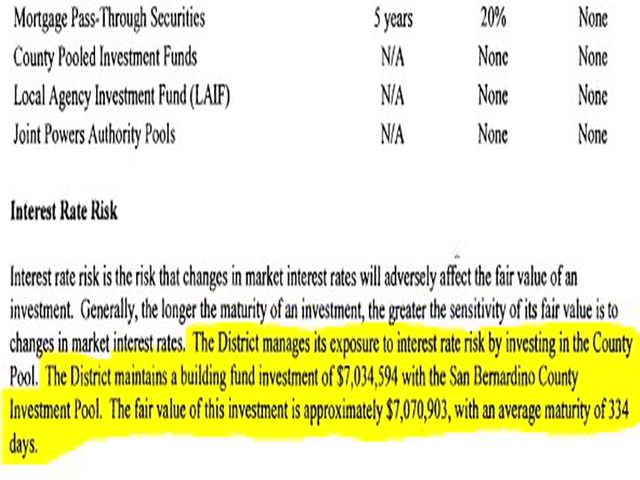 Mortgage Pass-Through Securities 5 years 20% None
County Pooled Investment Funds N/A None None
Local Agency Investment Fund (LAIF) N/A None None
Joint Powers Authority Pools N/A None None
Interest Rate Risk
Interest rate risk is the risk that changes in market interest rates will adversely affect the fair value of an
investment. Generally, the longer the maturity of an investment, the greater the sensitivity of its fair value is to
changes in market interest rates. The District manages its exposure to interest rate risk by investing in the County
Pool. The District maintains a building fund investment of $7,034,594 with the San Bernardino County
Investment Pool. The fair value of this investment is approximately $7,070,903, with an average maturity of 334
days.